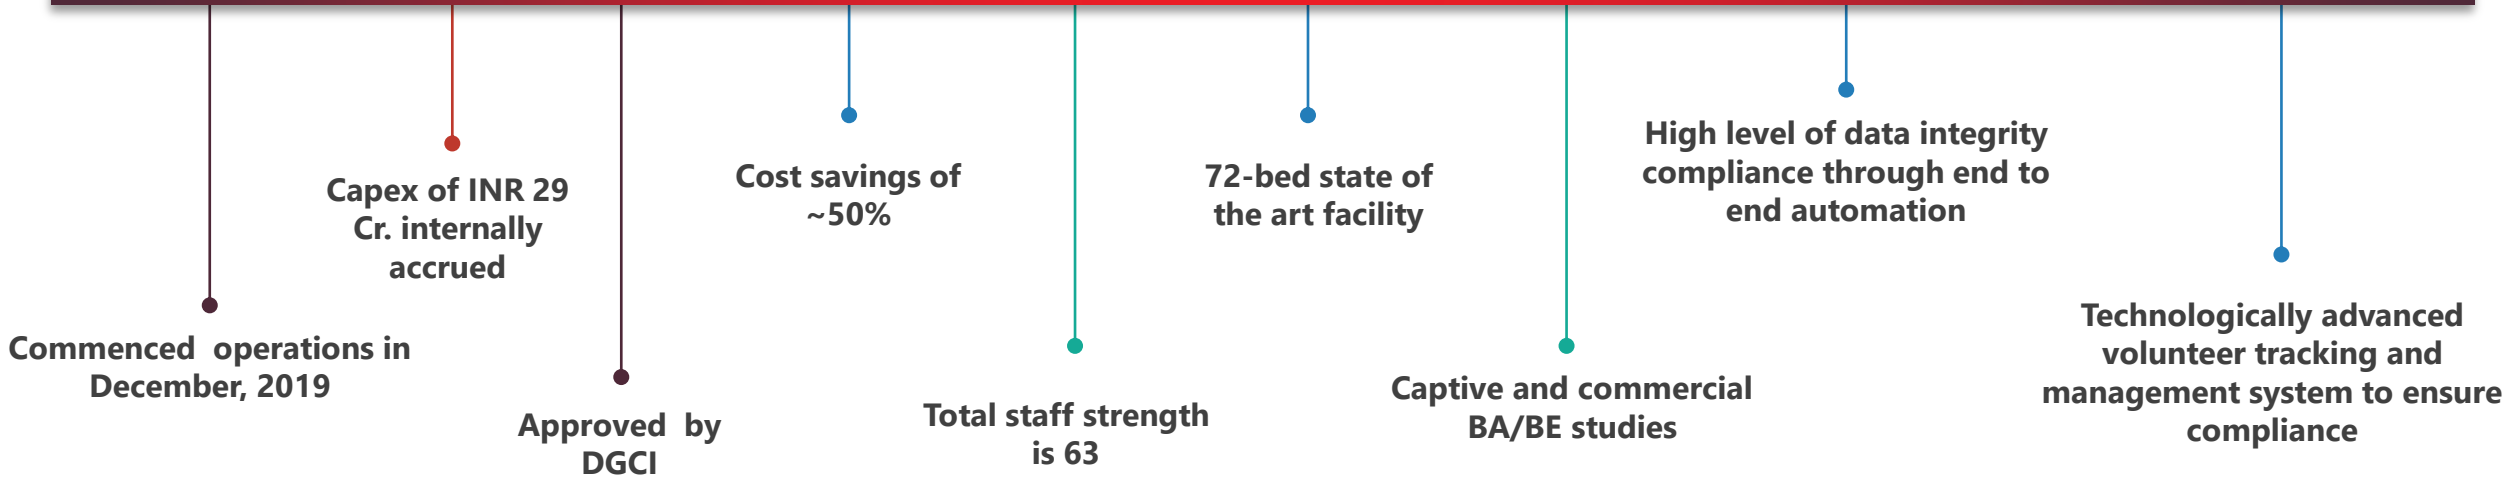 Commenced  operations in
December, 2019
Capex of INR 29
Cr. internally
accrued
Approved  by
DGCI
Cost savings of
~50%
Total staff strength
is 63
72-bed state of
the art facility
Captive and commercial
BA/BE studies
High level of data integrity
compliance through end to
end automation
Technologically advanced
volunteer tracking and
management system to ensure
compliance